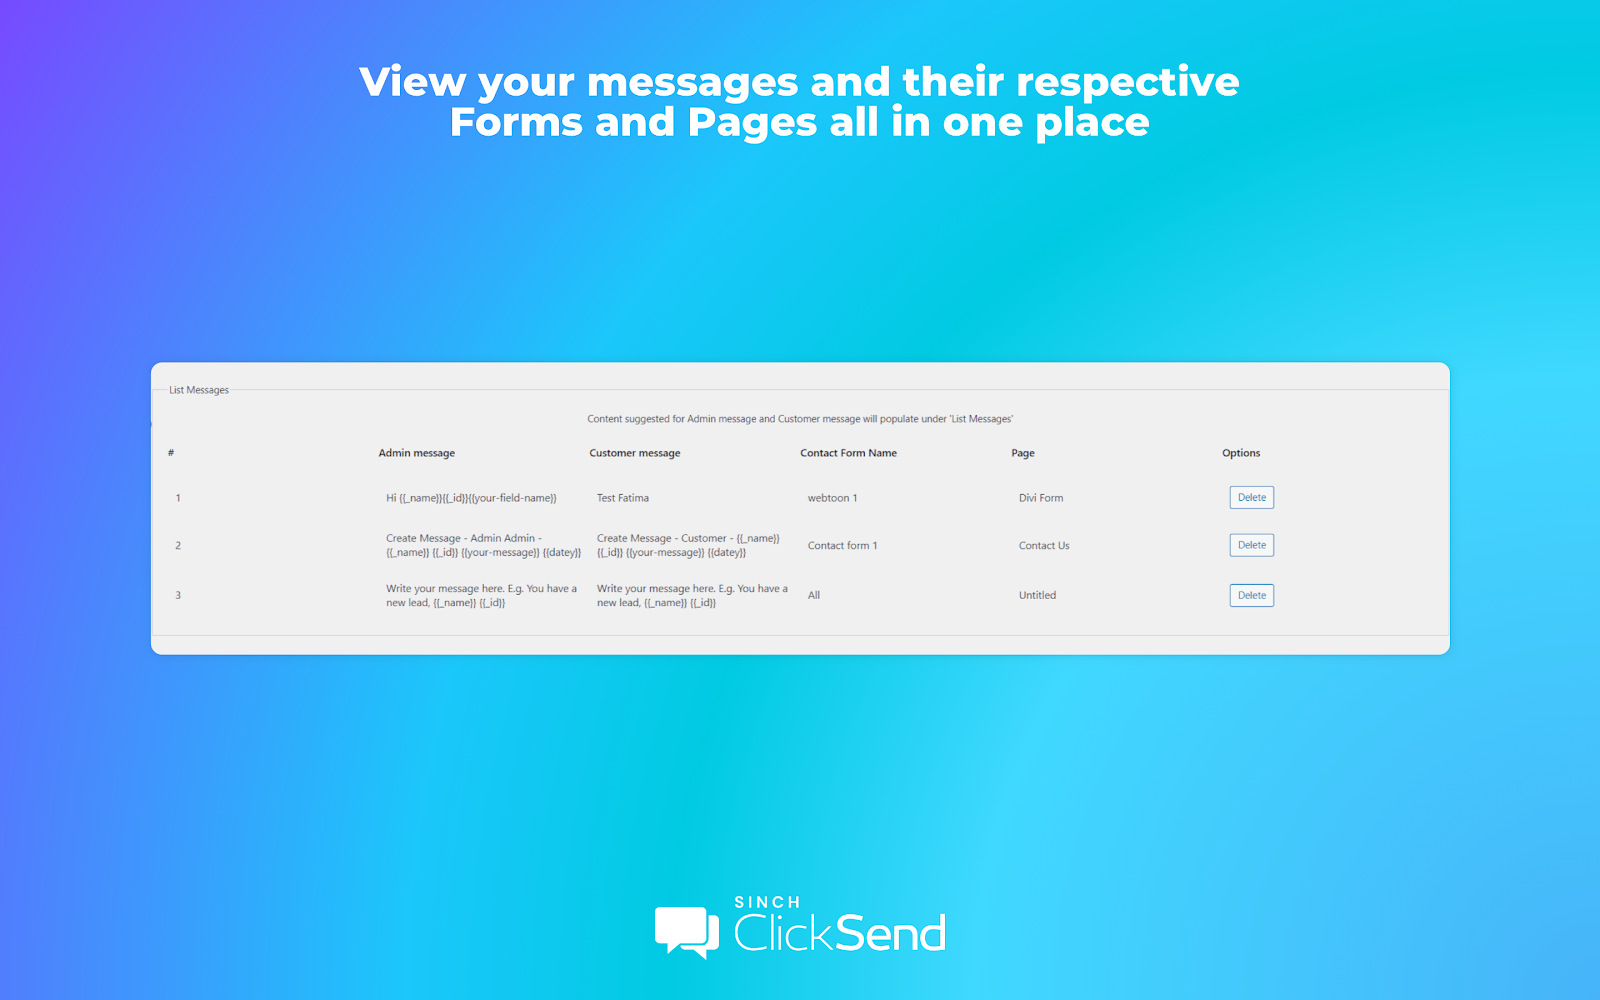 View your messages and their respective
Forms and Pages all in one place
List Messages
Content suggested for Admin message and Customer message will populate under 'List Messages'
# Admin message Customer message Contact Form Name Page Options
1 Hi {{_name}}{{_id}}{{your-field-name}} Test Fatima webtoon 1 Divi Form Delete
2 Create Message - Admin Admin -
{{_name}} {{_id}} {{your-message}} {{datey}}
Create Message - Customer - {{_name}}
{{_id}} {{your-message}} {{datey}}
Contact form 1 Contact Us Delete
3 Write your message here. E.g. You have a
new lead, {{_name}} {{_id}}
Write your message here. E.g. You have a
new lead, {{_name}} {{_id}}
All Untitled Delete
SINCH
ClickSend